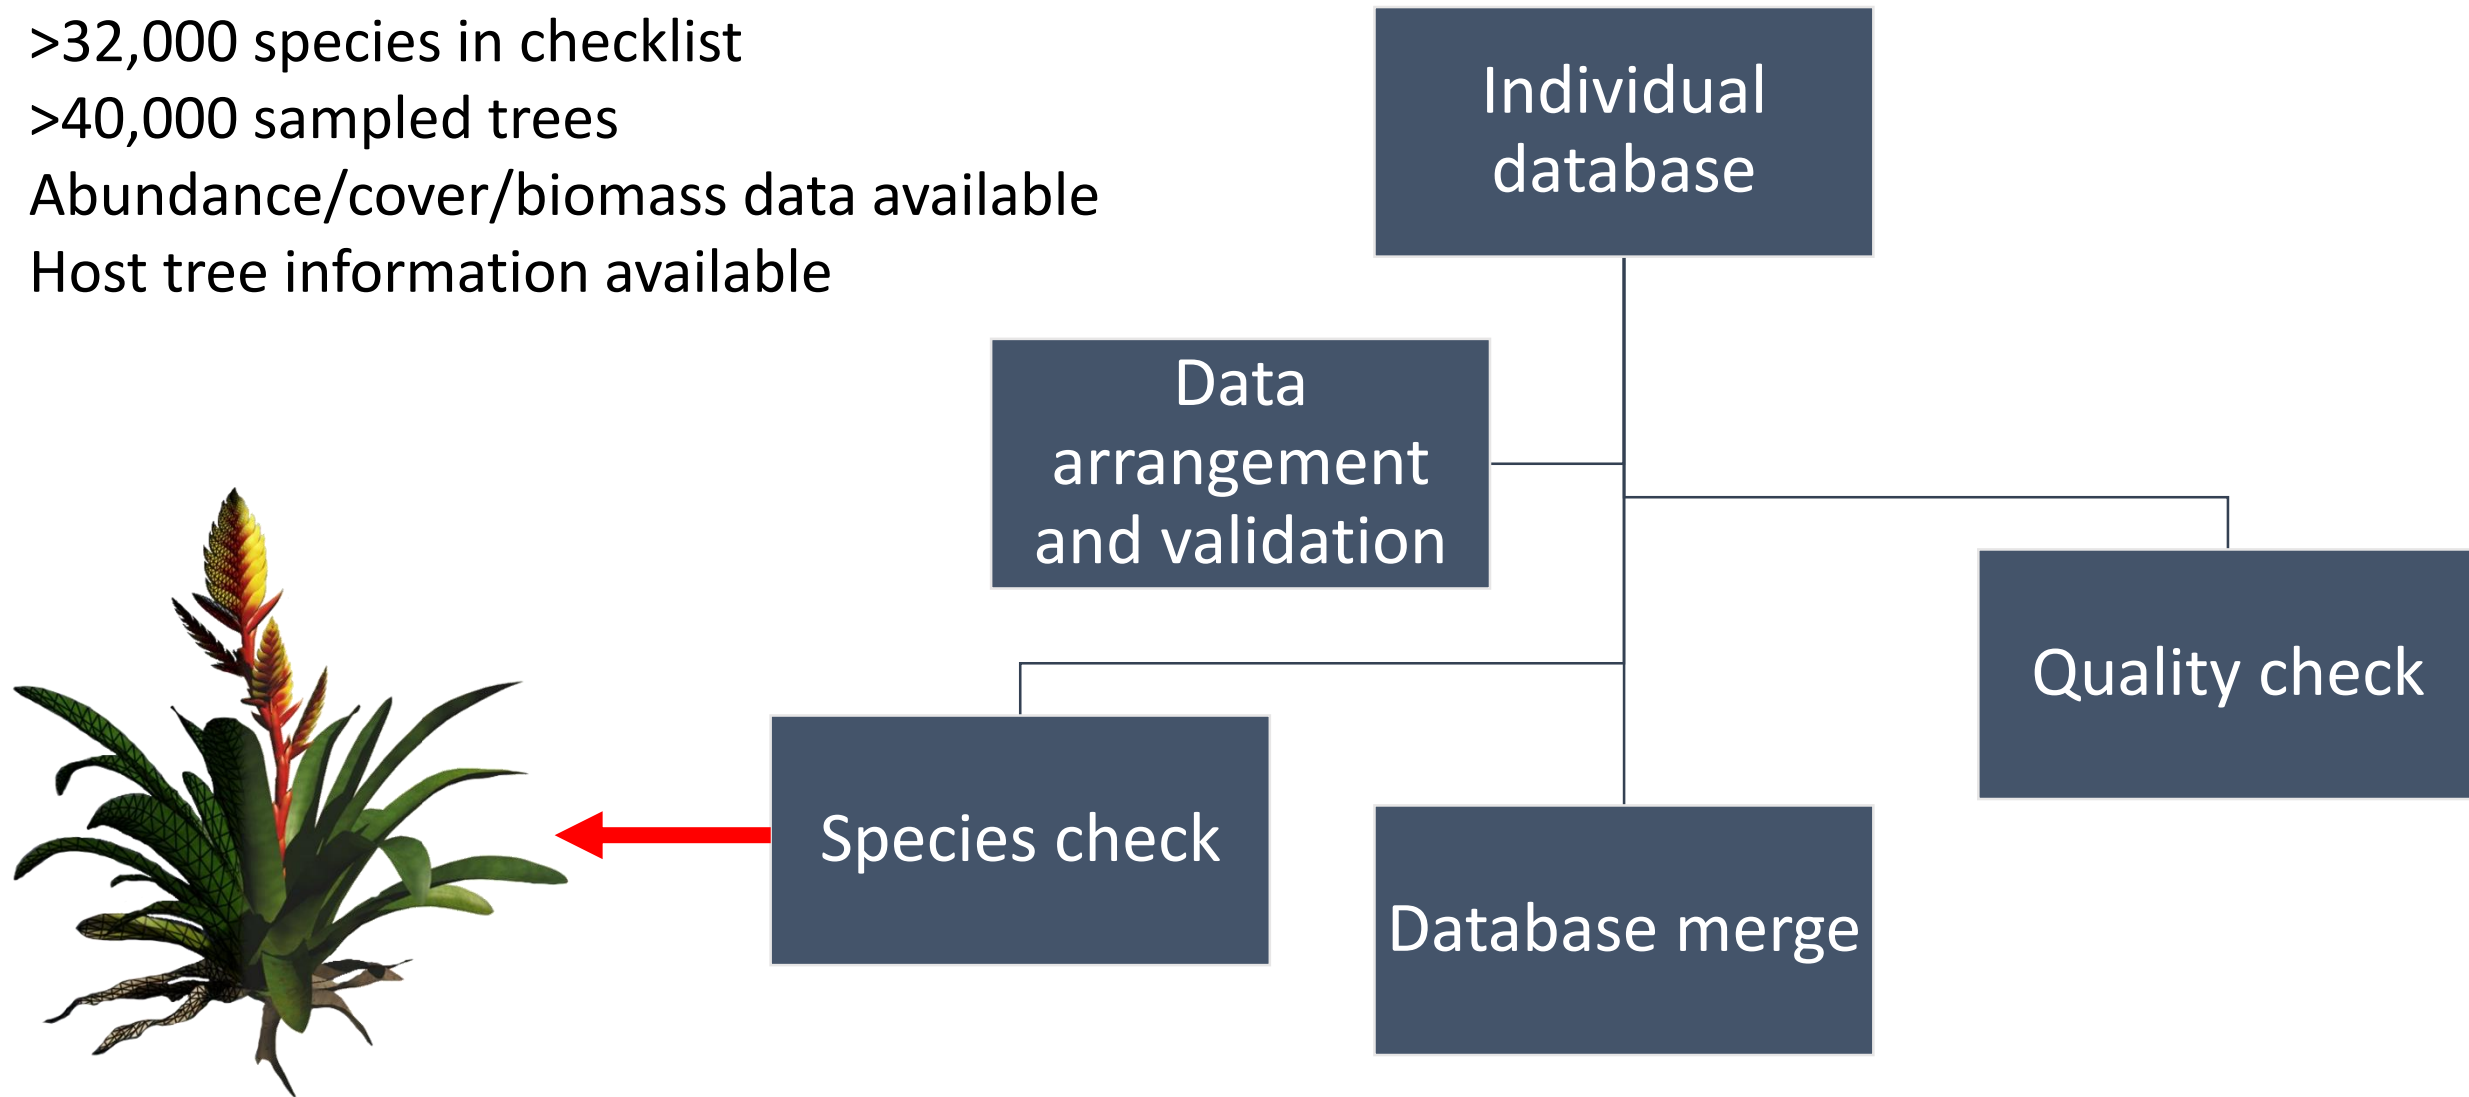 >32,000 species in checklist
>40,000 sampled trees
Abundance/cover/biomass data available
Host tree information available
Individual
database
Data
arrangement
and validation
Quality check
Species check
Database merge